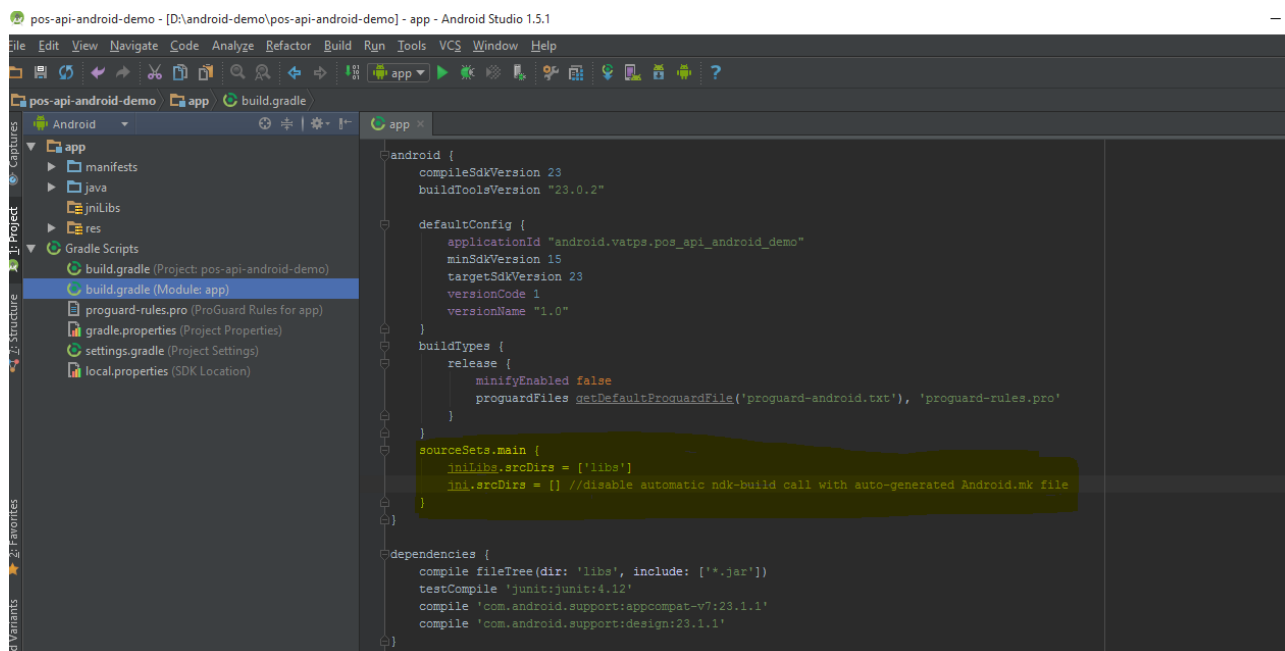 pos-api-android-demo - [D:\android-demo\pos-api-android-demo] - app - Android Studio 1.5.1
File Edit View Navigate Code Analyze Refactor Build Run Tools VCS Window Help
app
pos-api-android-demo app build.gradle
Android
app
Captures
1: Project
7: Structure
2: Favorites
Variants
app
manifests
java
jniLibs
res
Gradle Scripts
build.gradle (Project: pos-api-android-demo)
build.gradle (Module: app)
proguard-rules.pro (ProGuard Rules for app)
gradle.properties (Project Properties)
settings.gradle (Project Settings)
local.properties (SDK Location)
android {
compileSdkVersion 23
buildToolsVersion "23.0.2"
defaultConfig {
applicationId "android.vatps.pos_api_android_demo"
minSdkVersion 15
targetSdkVersion 23
versionCode 1
versionName "1.0"
}
buildTypes {
release {
minifyEnabled false
proguardFiles getDefaultProguardFile('proguard-android.txt'), 'proguard-rules.pro'
}
}
sourceSets.main {
jniLibs.srcDirs = ['libs']
jni.srcDirs = [] //disable automatic ndk-build call with auto-generated Android.mk file
}
}
dependencies {
compile fileTree(dir: 'libs', include: ['*.jar'])
testCompile 'junit:junit:4.12'
compile 'com.android.support:appcompat-v7:23.1.1'
compile 'com.android.support:design:23.1.1'
}